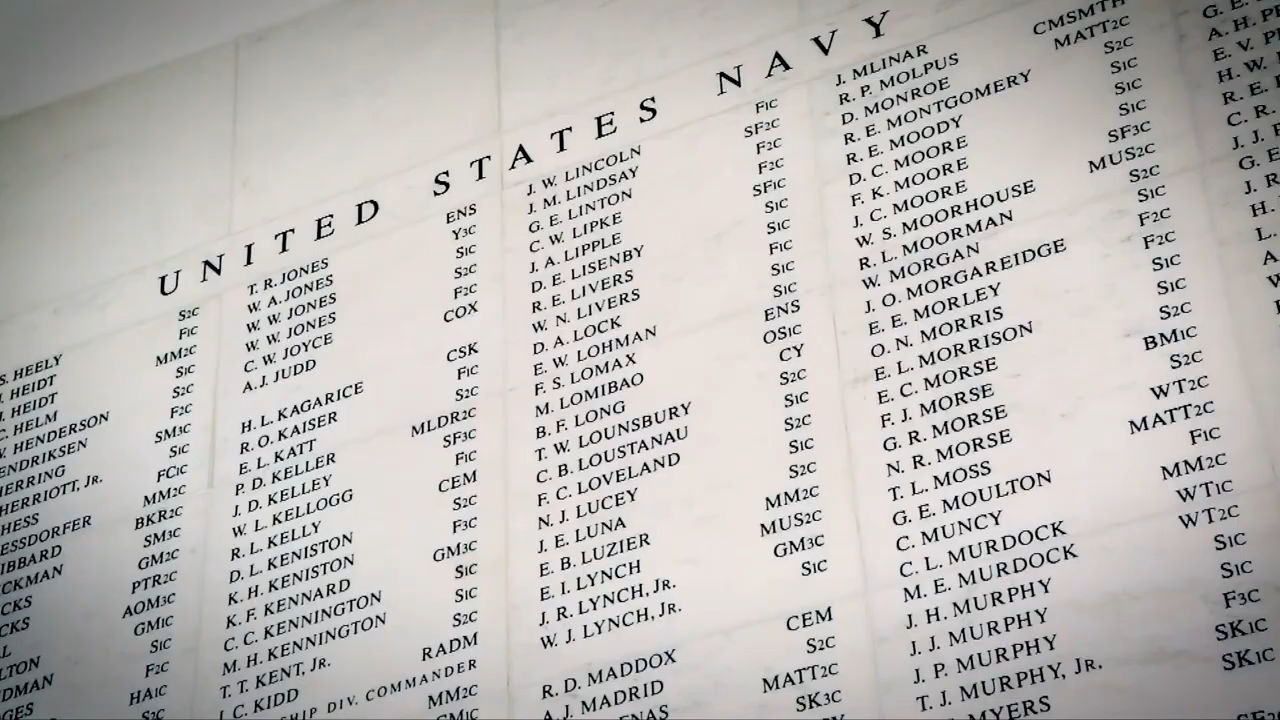 UNITED STATES NAVY
S. HEELY S2C
HEIDT F1C
J. HEIDT MM2C
HELM S1C
W. HENDERSON S2C
F2C
SM3C
HERRIOTT, JR. S1C
HESS FC1C
MM2C
BKR2C
SM3C
GM2C
PTR2C
AOM3C
GM1C
S1C
F2C
HA1C
S2C
T. R. JONES ENS
W. A. JONES Y3C
W. W. JONES S1C
W. W. JONES S2C
C. W. JOYCE F2C
A. J. JUDD COX
H. L. KAGARICE CSK
R. O. KAISER F1C
E. L. KATT S2C
P. D. KELLER MLDR2C
J. D. KELLEY SF3C
W. L. KELLOGG F1C
R. L. KELLY CEM
D. L. KENISTON S2C
K. H. KENISTON F3C
K. F. KENNARD GM3C
C. C. KENNINGTON S1C
M. H. KENNINGTON S1C
T. T. KENT, JR. S2C
I. C. KIDD RADM
DIV. COMMANDER
MM2C
J. W. LINCOLN F1C
J. M. LINDSAY SF2C
G. E. LINTON F2C
C. W. LIPKE F2C
J. A. LIPPLE SF1C
D. E. LISENBY S1C
R. E. LIVERS S1C
W. N. LIVERS F1C
D. A. LOCK S1C
E. W. LOHMAN S1C
F. S. LOMAX ENS
M. LOMIBAO OS1C
B. F. LONG CY
T. W. LOUNSBURY S2C
C. B. LOUSTANAU S1C
F. C. LOVELAND S2C
N. J. LUCEY S1C
J. E. LUNA S2C
E. B. LUZIER MM2C
E. I. LYNCH MUS2C
J. R. LYNCH, JR. GM3C
W. J. LYNCH, JR. S1C
R. D. MADDOX CEM
A. J. MADRID S2C
MATT2C
SK3C
J. MLINAR
R. P. MOLPUS CMSMTH
D. MONROE MATT2C
R. E. MONTGOMERY S2C
R. E. MOODY S1C
D. C. MOORE S1C
F. K. MOORE S1C
J. C. MOORE SF3C
W. S. MOORHOUSE MUS2C
R. L. MOORMAN S2C
W. MORGAN S1C
J. O. MORGAREIDGE F2C
E. E. MORLEY F2C
O. N. MORRIS S1C
E. L. MORRISON S1C
E. C. MORSE S2C
F. J. MORSE BM1C
G. R. MORSE S2C
N. R. MORSE WT2C
T. L. MOSS MATT2C
G. E. MOULTON F1C
C. MUNCY MM2C
C. L. MURDOCK WT1C
M. E. MURDOCK WT2C
J. H. MURPHY S1C
J. J. MURPHY S1C
J. P. MURPHY F3C
T. J. MURPHY, JR. SK1C
MYERS SK1C
G. E.
A. H.
E. V.
H. W.
R. E.
C. R.
J. J.
G. E.
J. R.
H.
L.